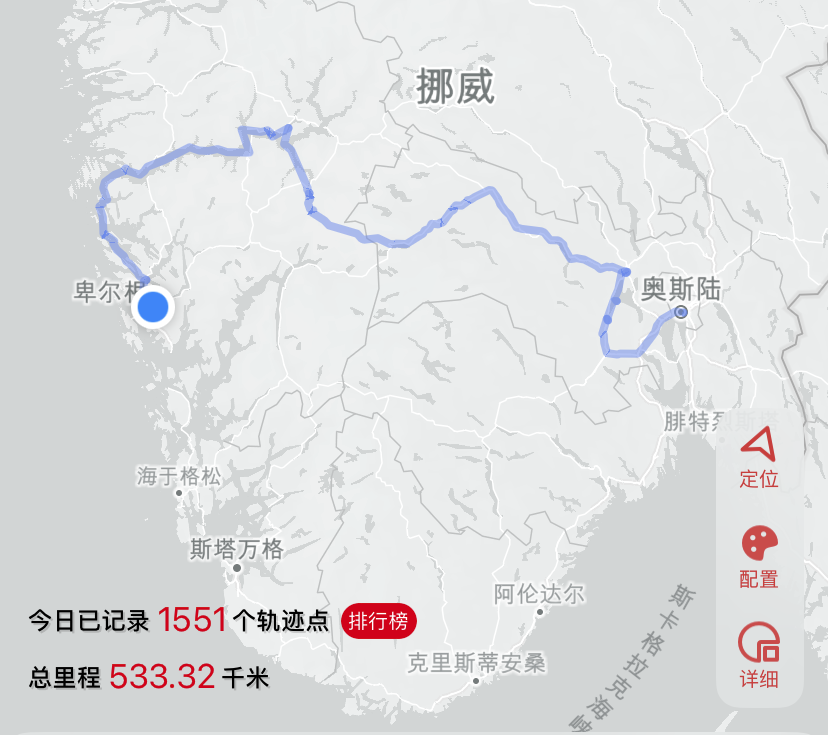 挪威
奥斯陆
卑尔根
腓特烈斯塔
定位
海于格松
斯塔万格
配置
阿伦达尔
斯卡格拉克海峡
今日已记录 1551 个轨迹点 排行榜
克里斯蒂安桑
总里程 533.32 千米
详细